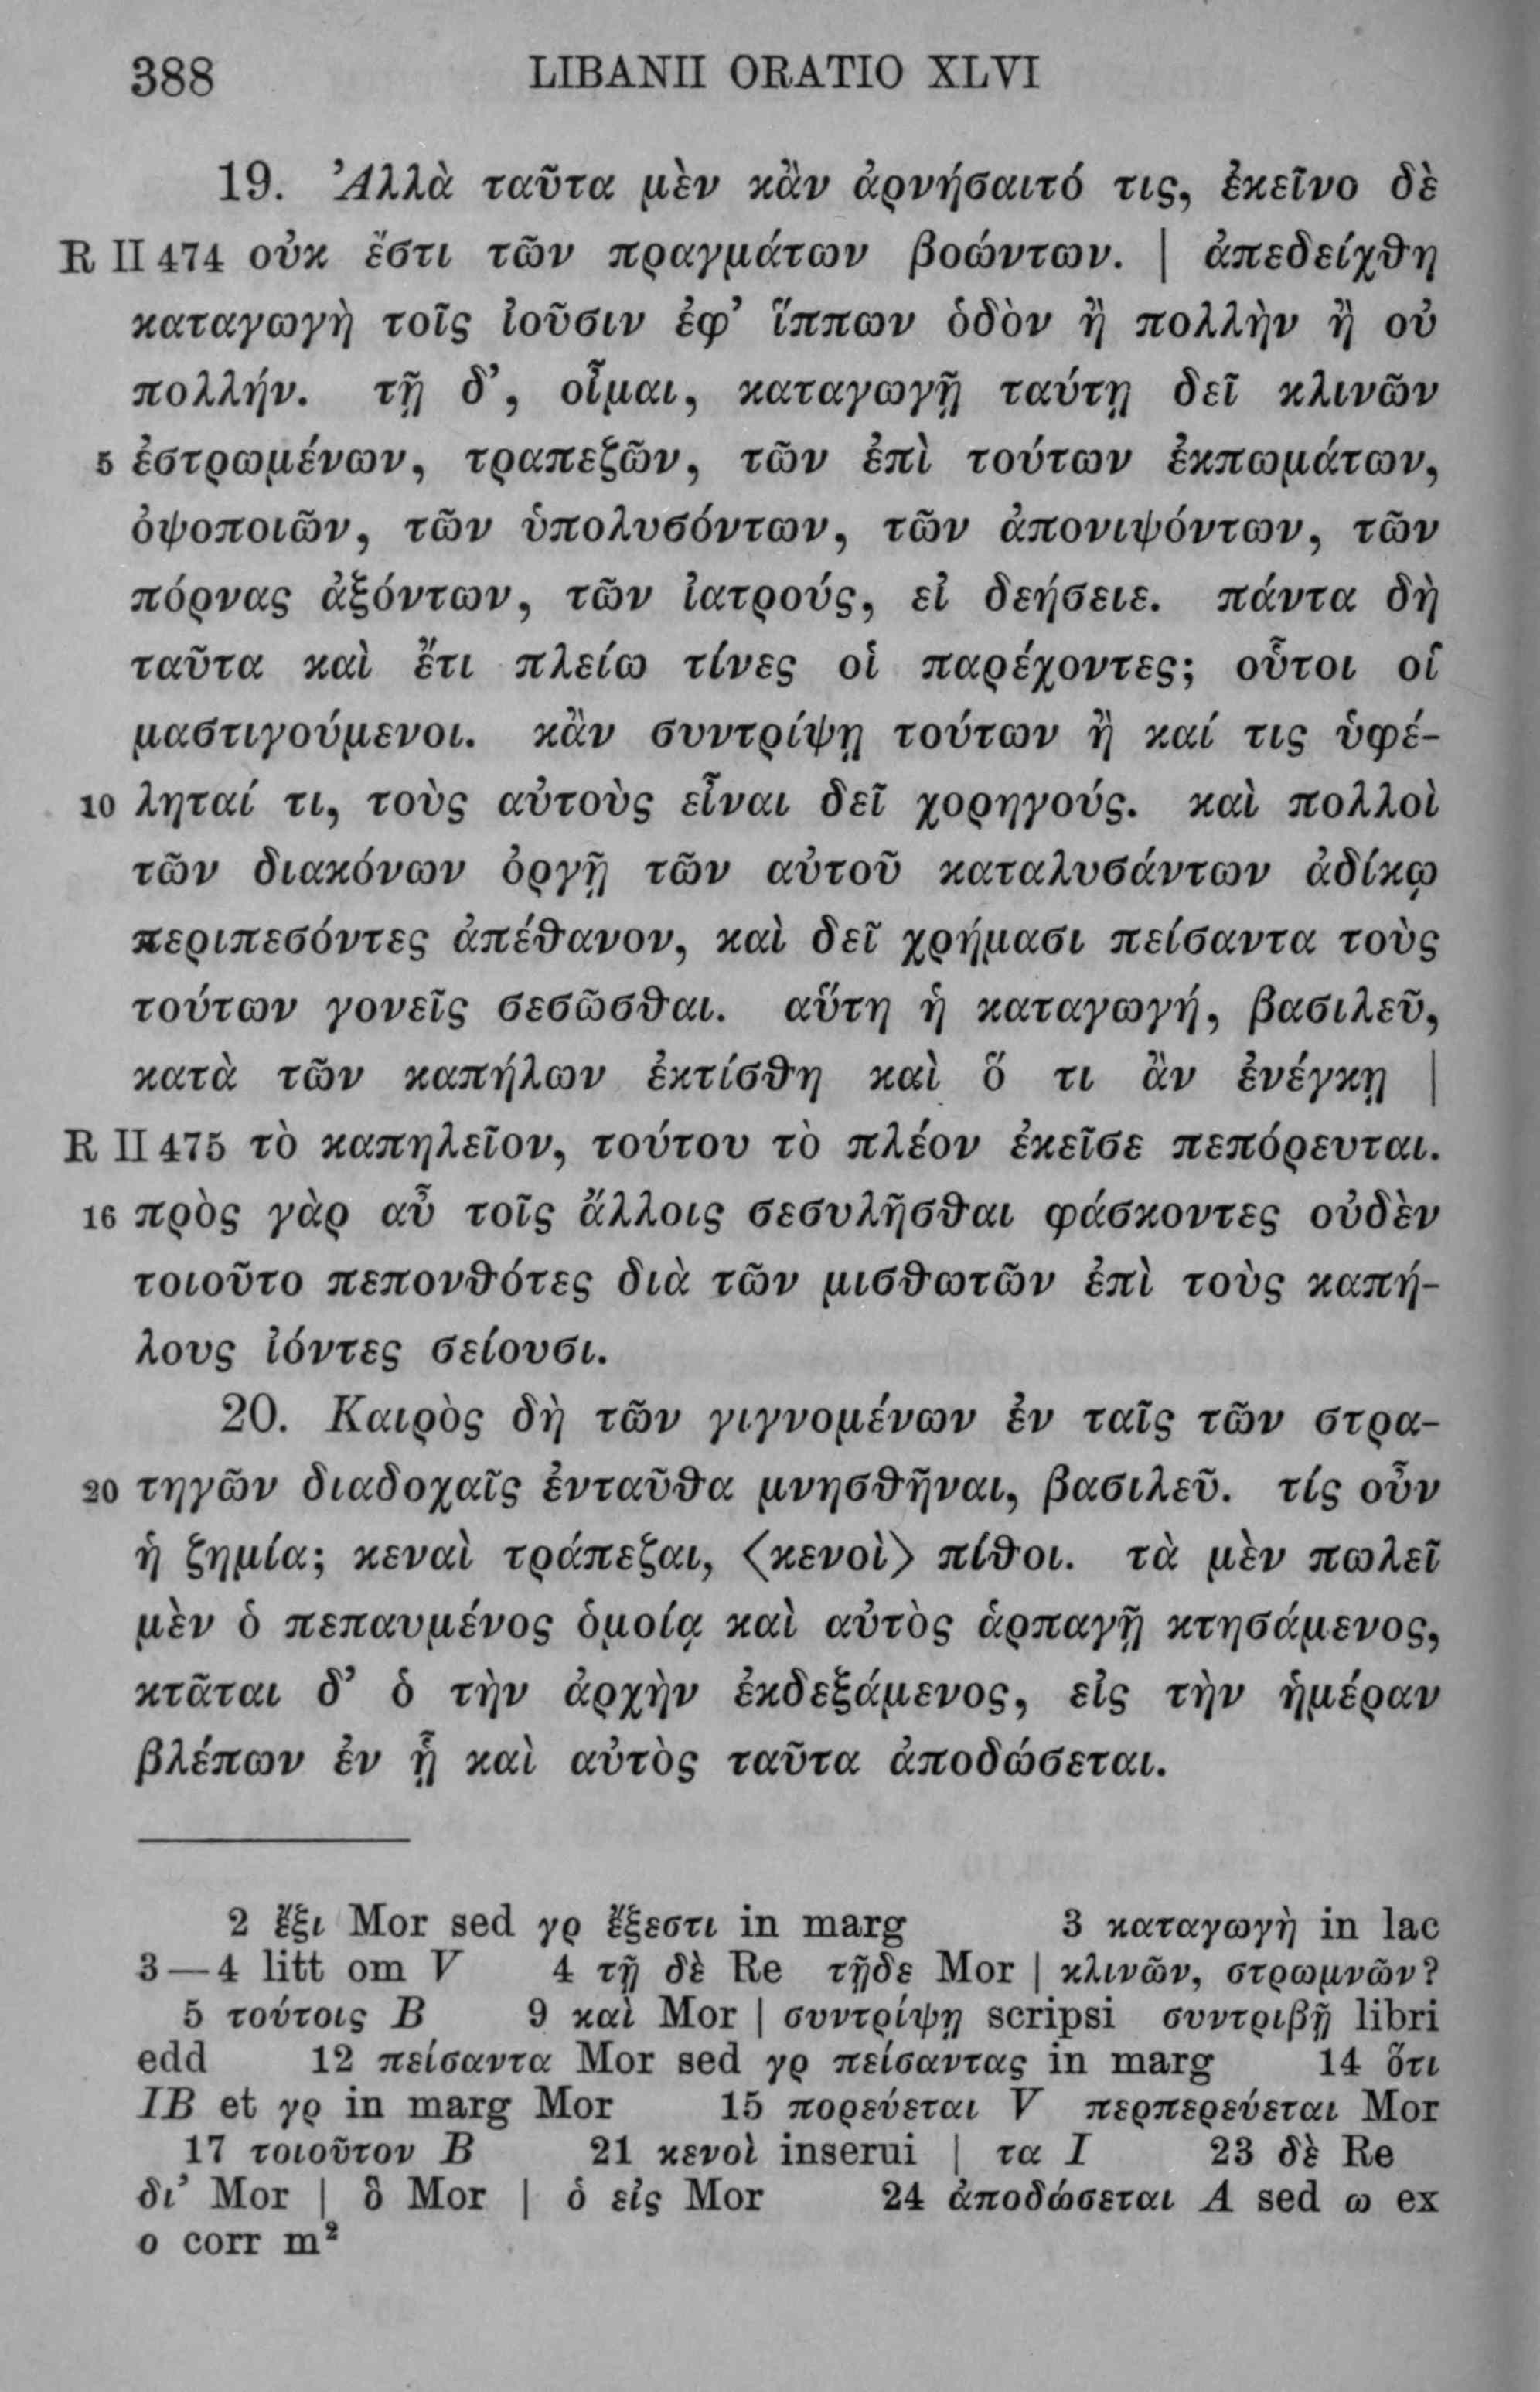 388 LIBANII ORATIO XLVI
19. Ἀλλὰ ταῦτα μὲν κἂν ἀρνήσαιτό τις, ἐκεῖνο δὲ
R II 474 οὐκ ἔστι τῶν πραγμάτων βοώντων. | ἀπεδείχθη
καταγωγὴ τοῖς ἰοῦσιν ἐφ’ ἵππων ὁδὸν ἢ πολλὴν ἢ οὐ
πολλήν. τῇ δ’, οἶμαι, καταγωγῇ ταύτῃ δεῖ κλινῶν
5 ἐστρωμένων, τραπεζῶν, τῶν ἐπὶ τούτων ἐκπωμάτων,
ὀψοποιῶν, τῶν ὑπολυσόντων, τῶν ἀπονιψόντων, τῶν
πόρνας ἀξόντων, τῶν ἰατρούς, εἰ δεήσειε. πάντα δὴ
ταῦτα καὶ ἔτι πλείω τίνες οἱ παρέχοντες; οὗτοι οἱ
μαστιγούμενοι. κἂν συντρίψῃ τούτων ἢ καί τις ὑφέ-
10 ληταί τι, τοὺς αὐτοὺς εἶναι δεῖ χορηγούς. καὶ πολλοὶ
τῶν διακόνων ὀργῇ τῶν αὐτοῦ καταλυσάντων ἀδίκῳ
περιπεσόντες ἀπέθανον, καὶ δεῖ χρήμασι πείσαντα τοὺς
τούτων γονεῖς σεσῶσθαι. αὕτη ἡ καταγωγή, βασιλεῦ,
κατὰ τῶν καπήλων ἐκτίσθη καὶ ὅ τι ἂν ἐνέγκῃ |
R II 475 τὸ καπηλεῖον, τούτου τὸ πλέον ἐκεῖσε πεπόρευται.
16 πρὸς γὰρ αὖ τοῖς ἄλλοις σεσυλῆσθαι φάσκοντες οὐδὲν
τοιοῦτο πεπονθότες διὰ τῶν μισθωτῶν ἐπὶ τοὺς καπή-
λους ἰόντες σείουσι.
20. Καιρὸς δὴ τῶν γιγνομένων ἐν ταῖς τῶν στρα-
20 τηγῶν διαδοχαῖς ἐνταῦθα μνησθῆναι, βασιλεῦ. τίς οὖν
ἡ ζημία; κεναὶ τράπεζαι, ⟨κενοὶ⟩ πίθοι. τὰ μὲν πωλεῖ
μὲν ὁ πεπαυμένος ὁμοίᾳ καὶ αὐτὸς ἁρπαγῇ κτησάμενος,
κτᾶται δ’ ὁ τὴν ἀρχὴν ἐκδεξάμενος, εἰς τὴν ἡμέραν
βλέπων ἐν ᾗ καὶ αὐτὸς ταῦτα ἀποδώσεται.
2 ἔξι Mor sed γρ ἔξεστι in marg 3 καταγωγὴ in lac
3—4 litt om V 4 τῇ δὲ Re τῇδε Mor | κλινῶν, στρωμνῶν?
5 τούτοις B 9 καὶ Mor | συντρίψῃ scripsi συντριβῇ libri
edd 12 πείσαντα Mor sed γρ πείσαντας in marg 14 ὅτι
IB et γρ in marg Mor 15 πορεύεται V περπερεύεται Mor
17 τοιοῦτον B 21 κενοὶ inserui | τα I 23 δὲ Re
δι’ Mor | ὃ Mor | ὁ εἰς Mor 24 ἀποδώσεται A sed ω ex
ο corr m²